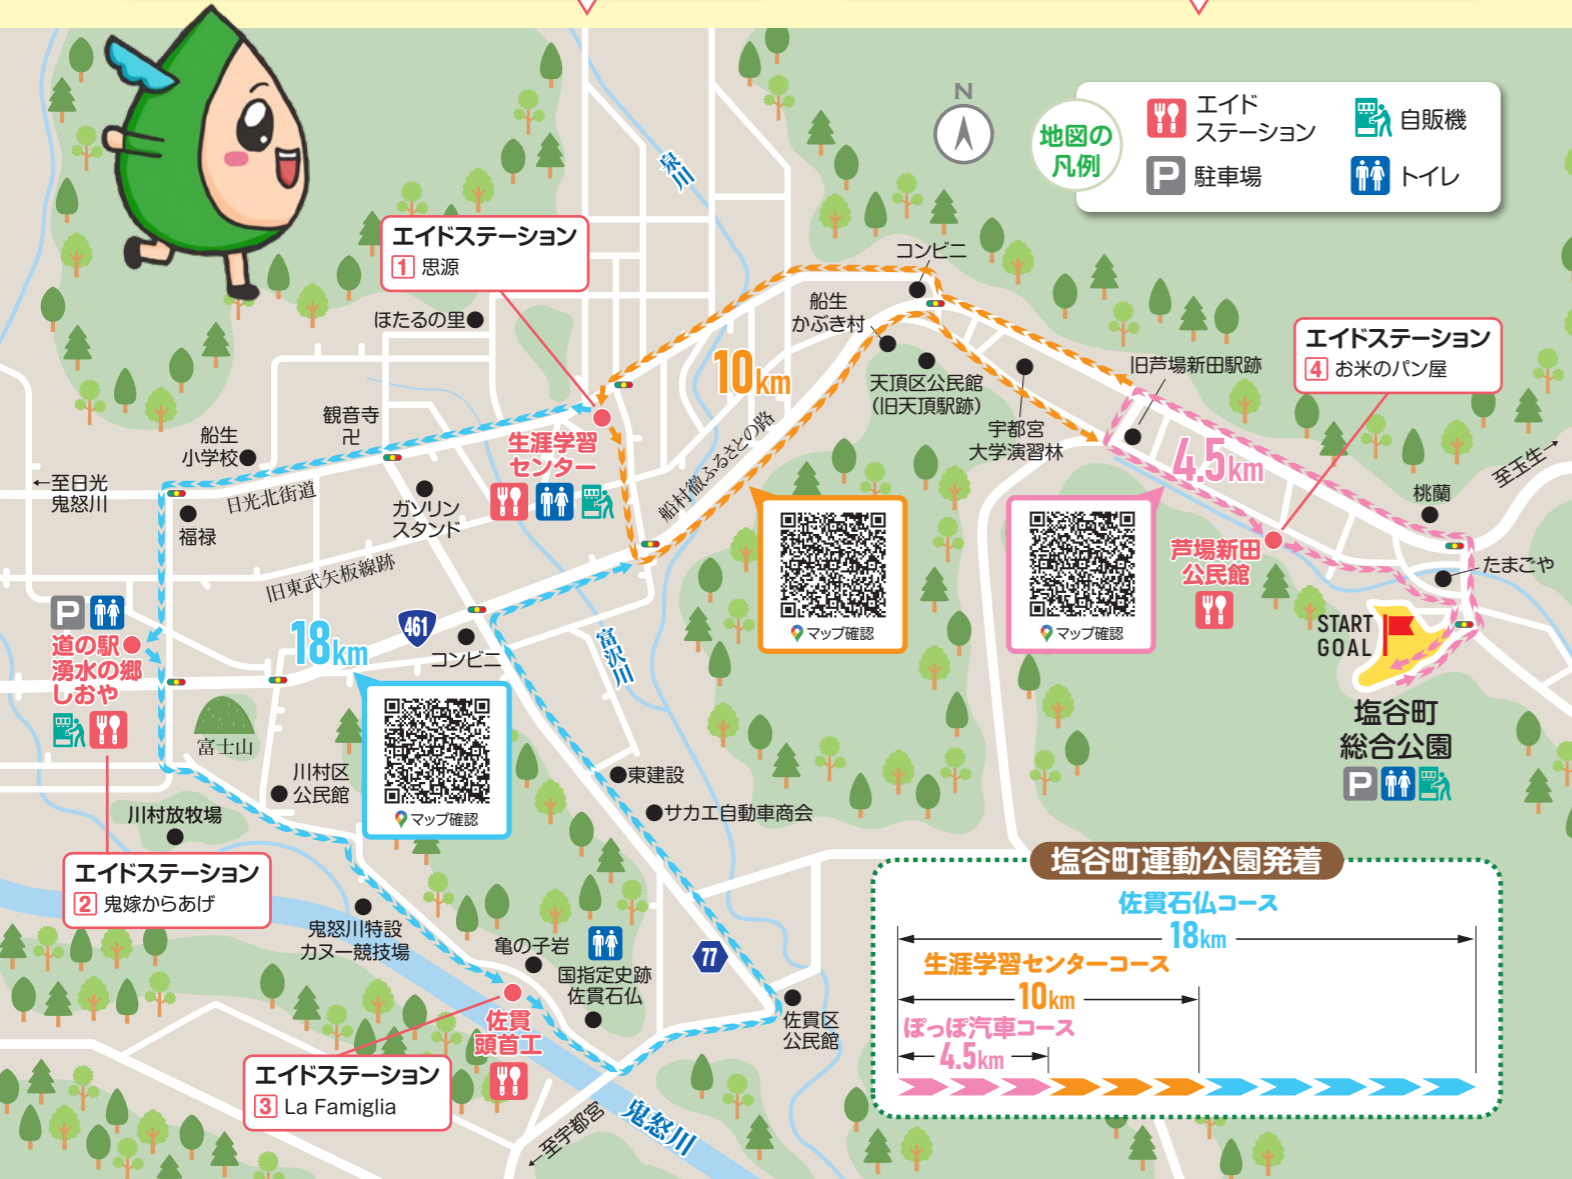 N
地図の
凡例
エイド
ステーション
自販機
P
駐車場
トイレ
泉川
エイドステーション
1 思源
ほたるの里
コンビニ
船生
かぶき村
天頂区公民館
(旧天頂駅跡)
10km
宇都宮
大学演習林
旧芦場新田駅跡
エイドステーション
4 お米のパン屋
4.5km
至玉生
桃蘭
たまごや
芦場新田
公民館
START
GOAL
塩谷町
総合公園
P
観音寺
卍
船生
小学校
生涯学習
センター
←至日光
鬼怒川
日光北街道
福禄
ガソリン
スタンド
船村徹ふるさとの路
マップ確認
マップ確認
旧東武矢板線跡
P
道の駅
湧水の郷
しおや
18km
461
コンビニ
富沢川
富士山
マップ確認
川村区
公民館
東建設
サカエ自動車商会
川村放牧場
エイドステーション
2 鬼嫁からあげ
鬼怒川特設
カヌー競技場
亀の子岩
国指定史跡
佐貫石仏
77
佐貫区
公民館
佐貫
頭首工
エイドステーション
3 La Famiglia
至宇都宮
鬼怒川
塩谷町運動公園発着
佐貫石仏コース
18km
生涯学習センターコース
10km
ぽっぽ汽車コース
4.5km